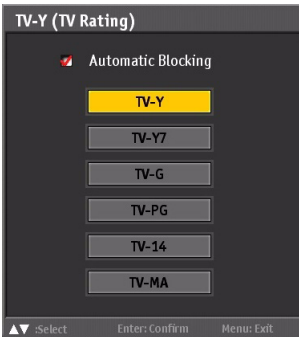 TV-Y (TV Rating)
Automatic Blocking
TV-Y
TV-Y7
TV-G
TV-PG
TV-14
TV-MA
▲▼ :Select Enter: Confirm Menu: Exit